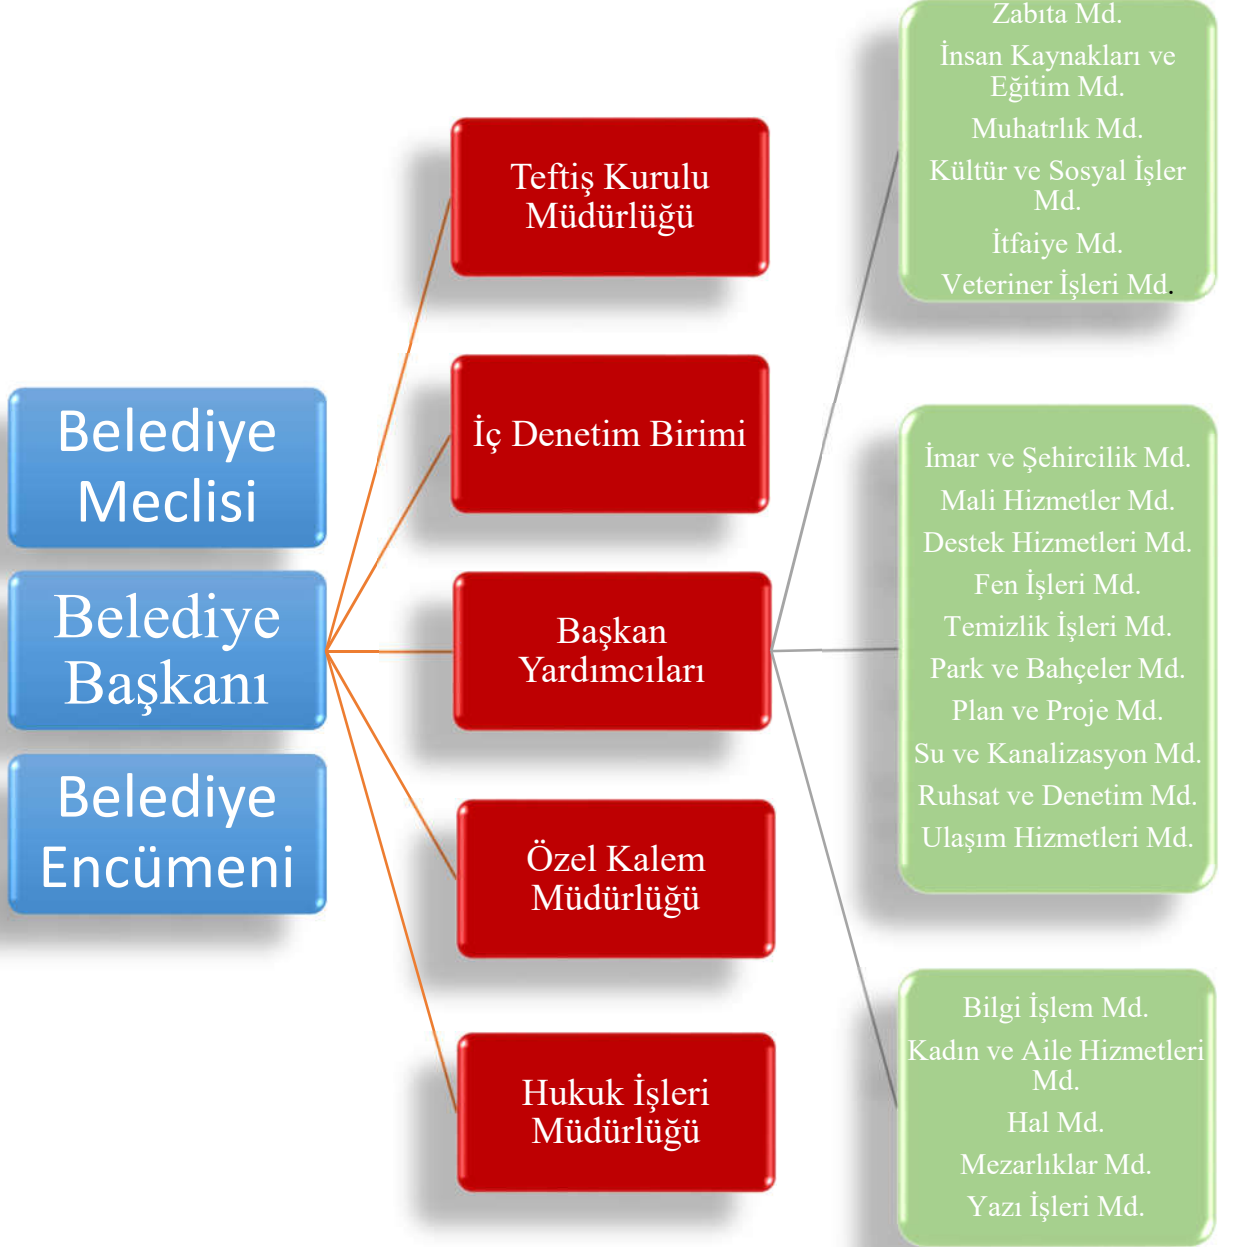 Belediye
Meclisi
Belediye
Başkanı
Belediye
Encümeni
Teftiş Kurulu
Müdürlüğü
İç Denetim Birimi
Başkan
Yardımcıları
Özel Kalem
Müdürlüğü
Hukuk İşleri
Müdürlüğü
Zabıta Md.
İnsan Kaynakları ve
Eğitim Md.
Muhatrlık Md.
Kültür ve Sosyal İşler
Md.
İtfaiye Md.
Veteriner İşleri Md.
İmar ve Şehircilik Md.
Mali Hizmetler Md.
Destek Hizmetleri Md.
Fen İşleri Md.
Temizlik İşleri Md.
Park ve Bahçeler Md.
Plan ve Proje Md.
Su ve Kanalizasyon Md.
Ruhsat ve Denetim Md.
Ulaşım Hizmetleri Md.
Bilgi İşlem Md.
Kadın ve Aile Hizmetleri
Md.
Hal Md.
Mezarlıklar Md.
Yazı İşleri Md.